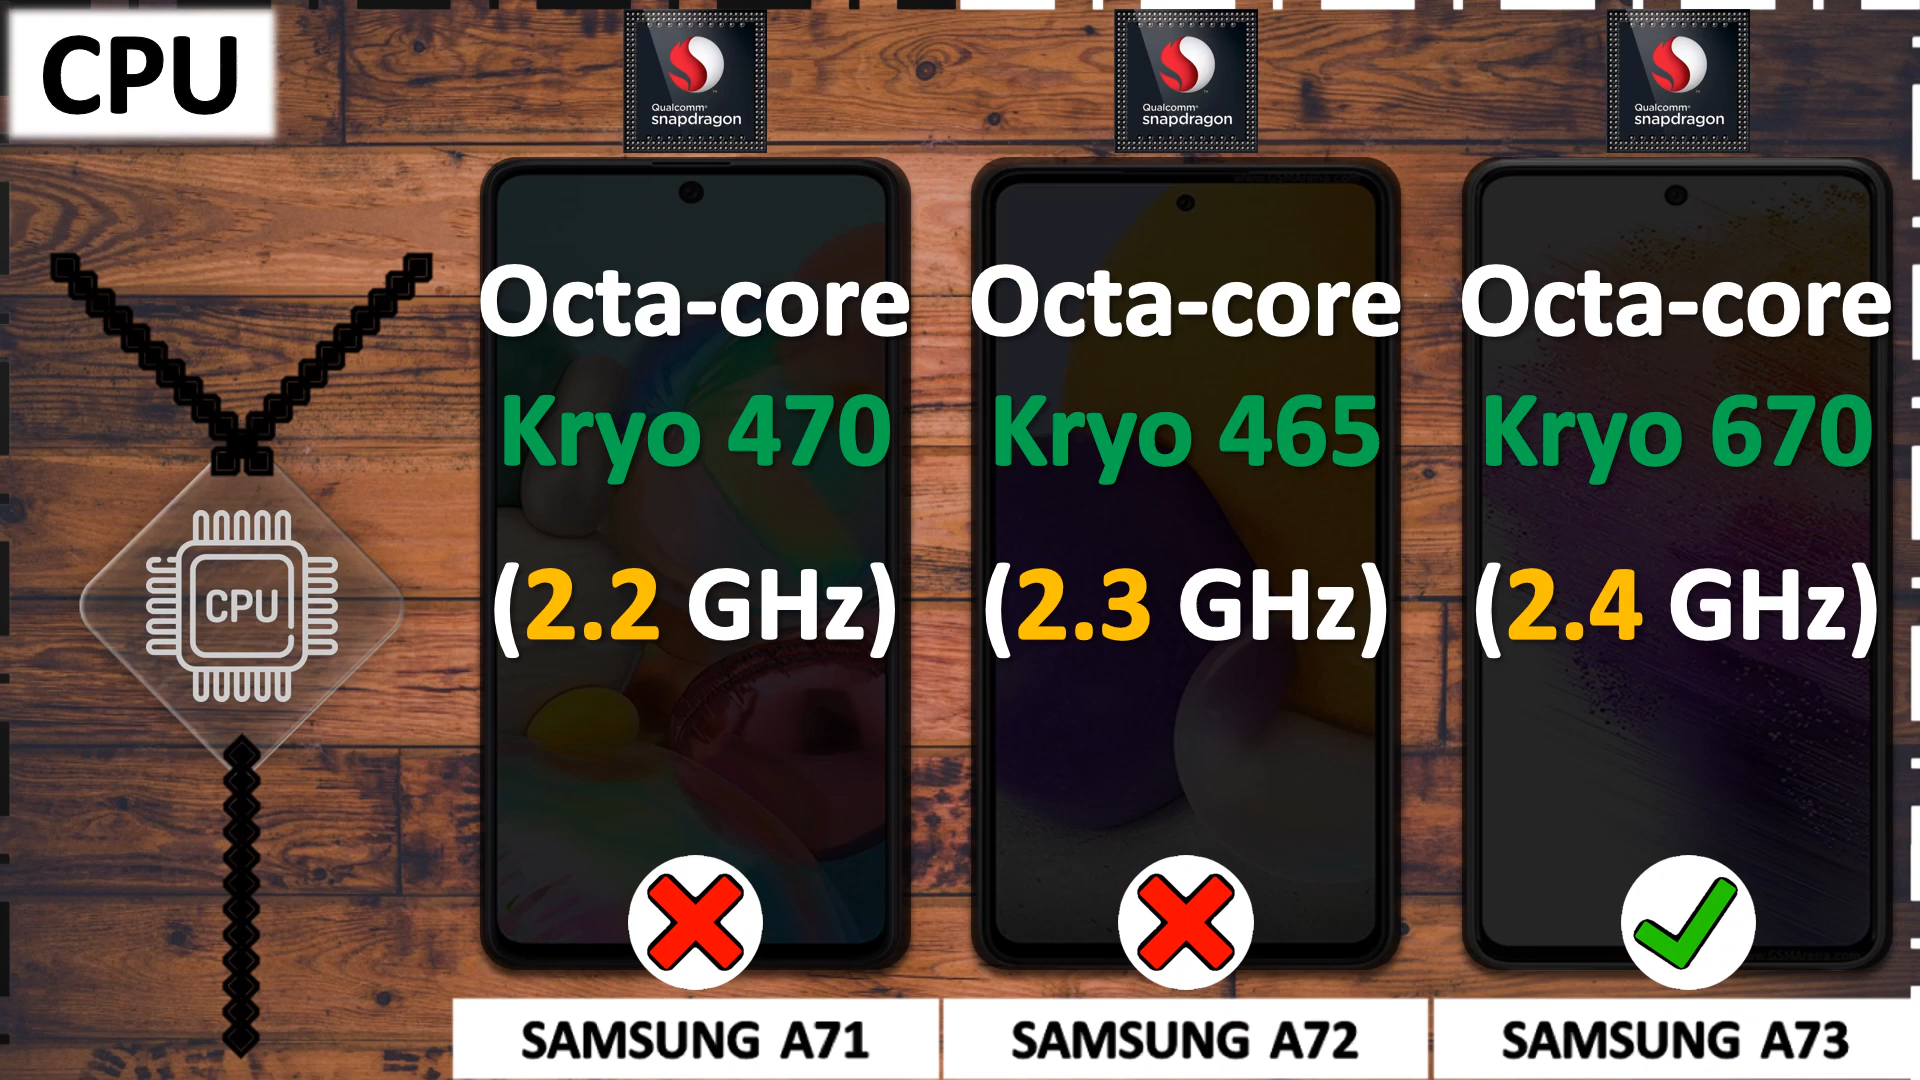 CPU
Qualcomm
snapdragon
Qualcomm
snapdragon
Qualcomm
snapdragon
Octa-core
Kryo 470
(2.2 GHz)
Octa-core
Kryo 465
(2.3 GHz)
Octa-core
Kryo 670
(2.4 GHz)
CPU
SAMSUNG A71
SAMSUNG A72
SAMSUNG A73